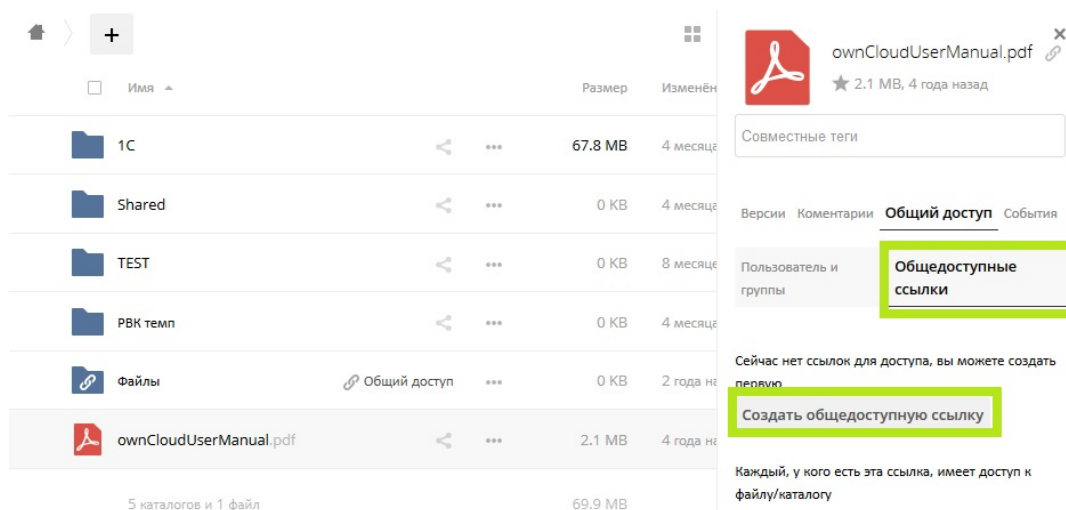 +
Имя
Размер
Изменён
1C
67.8 MB
4 месяца
Shared
0 KB
4 месяца
TEST
0 KB
8 месяце
РВК темп
0 KB
4 месяца
Файлы
Общий доступ
0 KB
2 года на
ownCloudUserManual.pdf
2.1 MB
4 года на
5 каталогов и 1 файл
69.9 MB
ownCloudUserManual.pdf
2.1 MB, 4 года назад
Совместные теги
Версии Коментарии Общий доступ События
Пользователь и
группы
Общедоступные
ссылки
Сейчас нет ссылок для доступа, вы можете создать
первую
Создать общедоступную ссылку
Каждый, у кого есть эта ссылка, имеет доступ к
файлу/каталогу